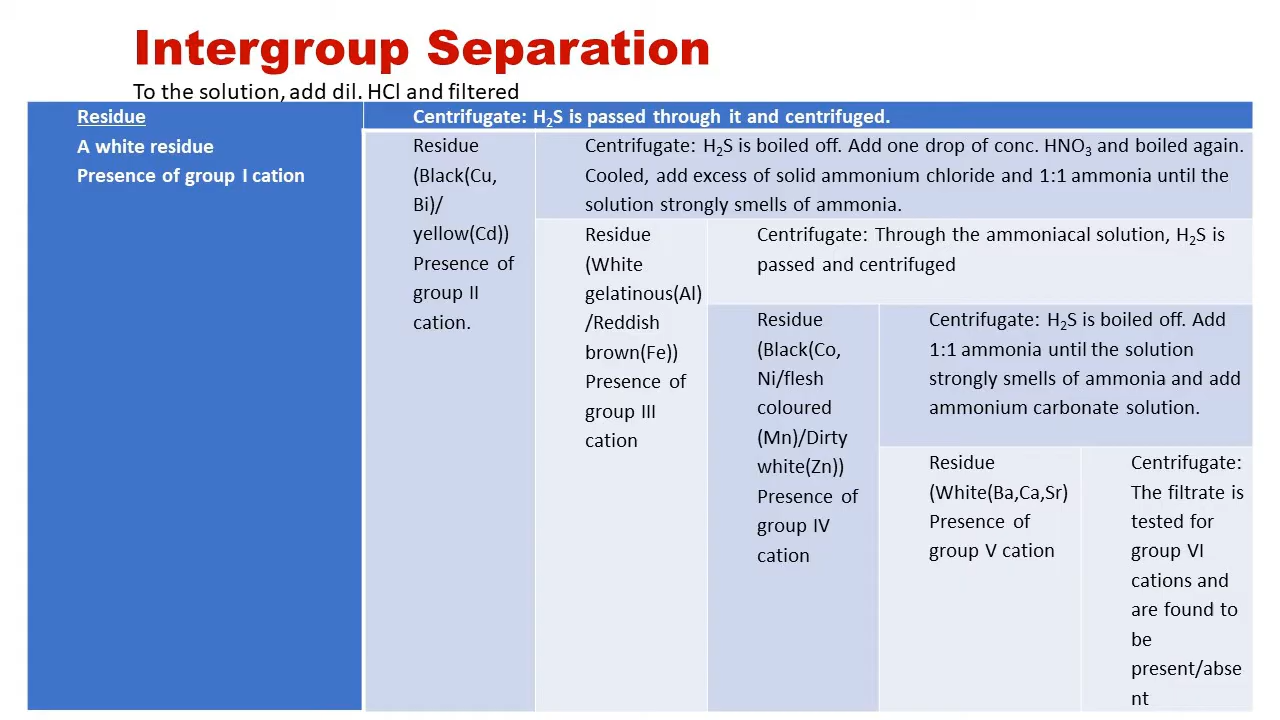 Intergroup Separation
To the solution, add dil. HCl and filtered
Residue
A white residue
Presence of group I cation
Centrifugate: H₂S is passed through it and centrifuged.
Residue
(Black(Cu,
Bi)/
yellow(Cd))
Presence of
group II
cation.
Centrifugate: H₂S is boiled off. Add one drop of conc. HNO₃ and boiled again.
Cooled, add excess of solid ammonium chloride and 1:1 ammonia until the
solution strongly smells of ammonia.
Residue
(White
gelatinous(Al)
/Reddish
brown(Fe))
Presence of
group III
cation
Centrifugate: Through the ammoniacal solution, H₂S is
passed and centrifuged
Residue
(Black(Co,
Ni/flesh
coloured
(Mn)/Dirty
white(Zn))
Presence of
group IV
cation
Centrifugate: H₂S is boiled off. Add
1:1 ammonia until the solution
strongly smells of ammonia and add
ammonium carbonate solution.
Residue
(White(Ba,Ca,Sr)
Presence of
group V cation
Centrifugate:
The filtrate is
tested for
group VI
cations and
are found to
be
present/abse
nt